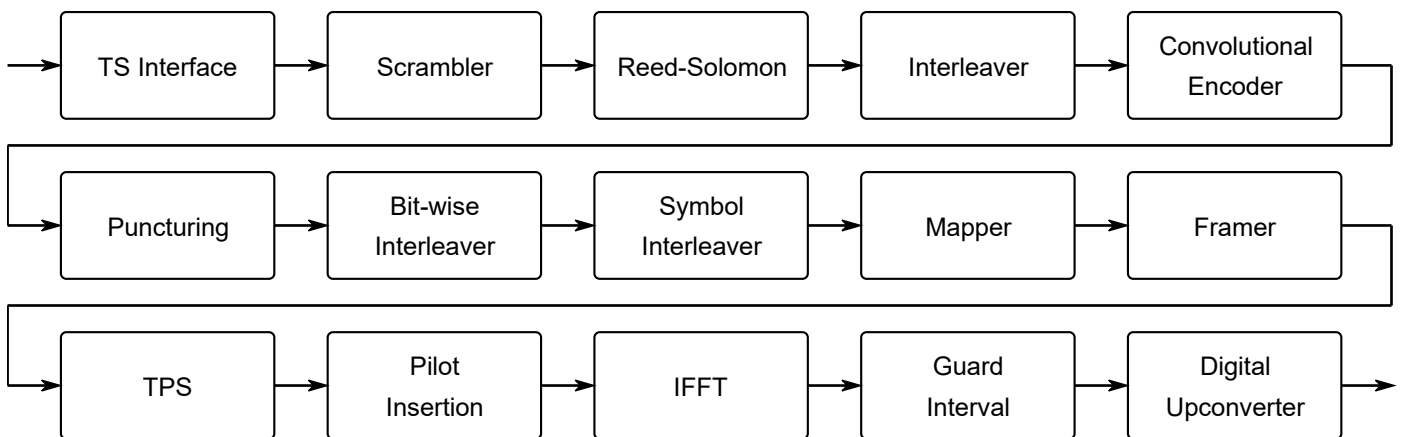 TS Interface
Scrambler
Reed-Solomon
Interleaver
Convolutional
Encoder
Puncturing
Bit-wise
Interleaver
Symbol
Interleaver
Mapper
Framer
TPS
Pilot
Insertion
IFFT
Guard
Interval
Digital
Upconverter